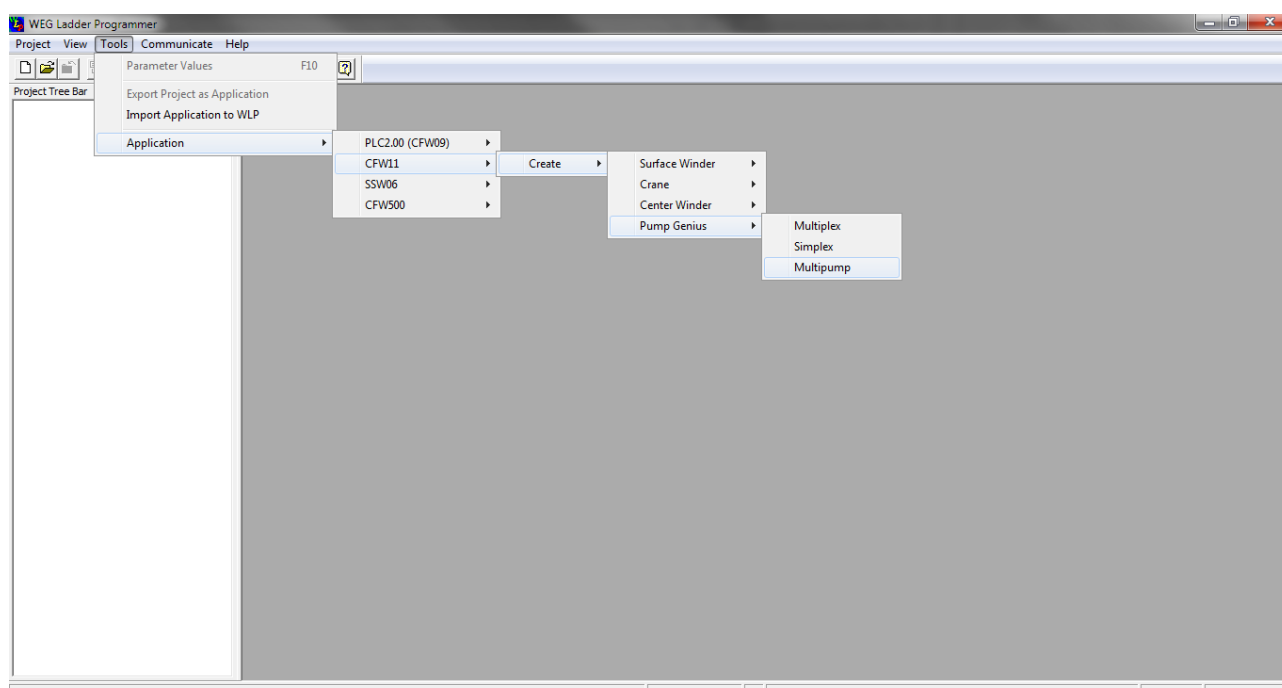 WEG Ladder Programmer
Project View Tools Communicate Help
Parameter Values F10
Project Tree Bar
Export Project as Application
Import Application to WLP
Application
PLC2.00 (CFW09)
CFW11
SSW06
CFW500
Create
Surface Winder
Crane
Center Winder
Pump Genius
Multiplex
Simplex
Multipump